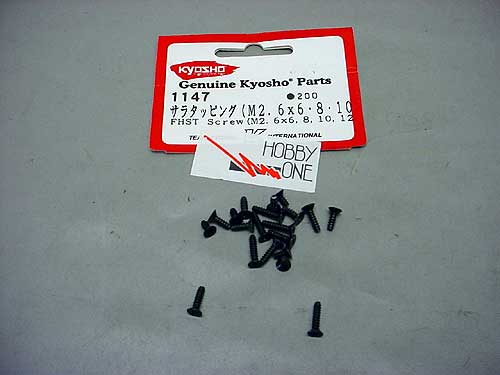 KYOSHO
Genuine Kyosho® Parts
1147 ●200
サラタッピング(M2.6x6・8・10
FHST Screw(M2.6x6,8,10,12
TEA INTERNATIONAL
HOBBY
ONE